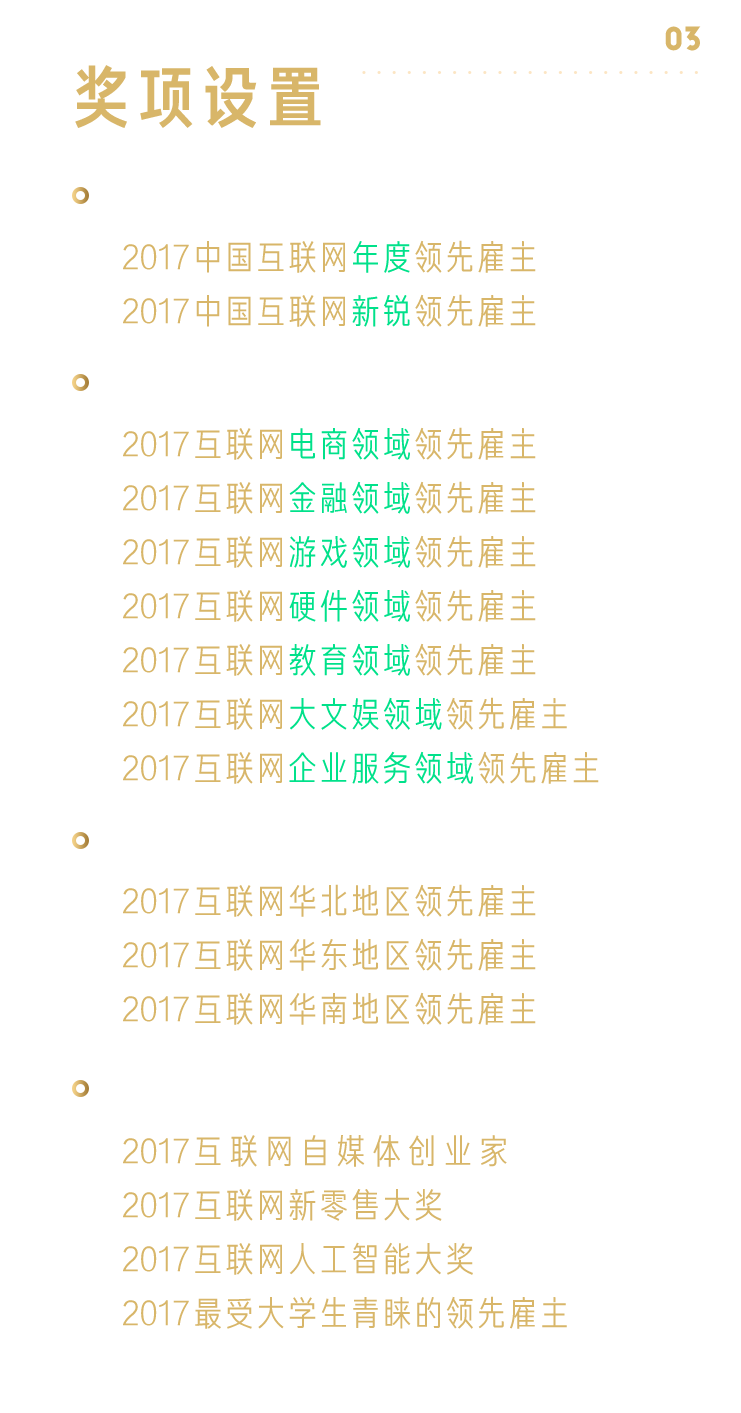 03
奖项设置
2017中国互联网年度领先雇主
2017中国互联网新锐领先雇主
2017互联网电商领域领先雇主
2017互联网金融领域领先雇主
2017互联网游戏领域领先雇主
2017互联网硬件领域领先雇主
2017互联网教育领域领先雇主
2017互联网大文娱领域领先雇主
2017互联网企业服务领域领先雇主
2017互联网华北地区领先雇主
2017互联网华东地区领先雇主
2017互联网华南地区领先雇主
2017互联网自媒体创业家
2017互联网新零售大奖
2017互联网人工智能大奖
2017最受大学生青睐的领先雇主